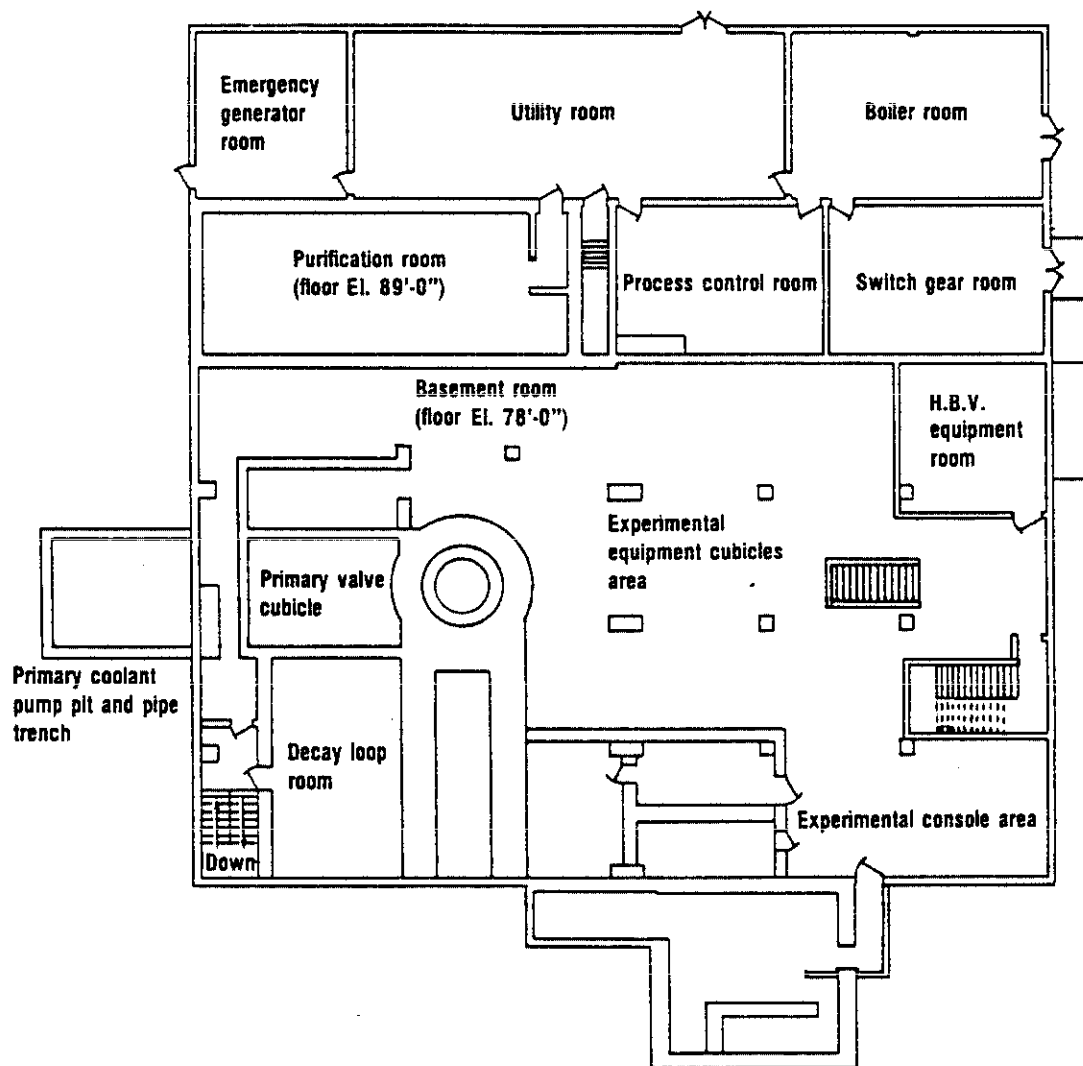 Emergency
generator
room
Utility room
Boiler room
Purification room
(floor El. 89'-0")
Process control room
Switch gear room
Basement room
(floor El. 78'-0")
H.B.V.
equipment
room
Experimental
equipment cubicles
area
Primary valve
cubicle
Primary coolant
pump pit and pipe
trench
Decay loop
room
Down
Experimental console area